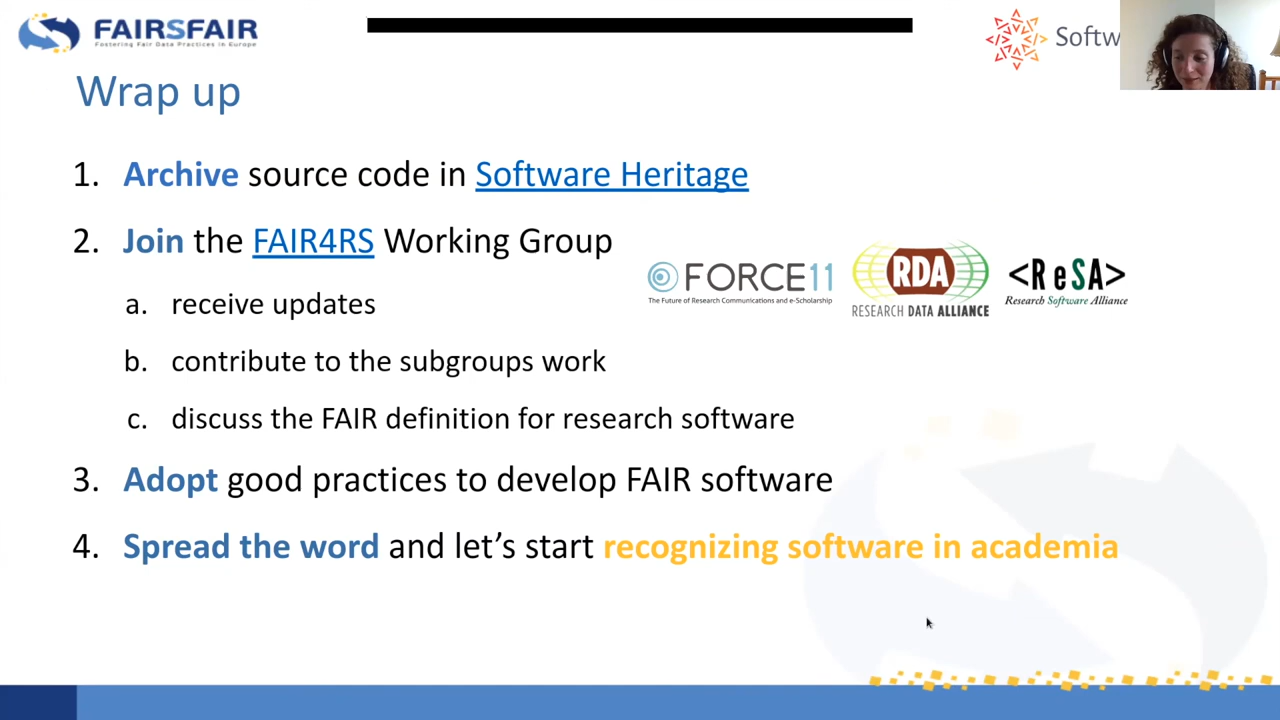 FAIRSFAIR
Fostering Fair Data Practices in Europe
Softw
Wrap up
1. Archive source code in Software Heritage
2. Join the FAIR4RS Working Group
a. receive updates
b. contribute to the subgroups work
c. discuss the FAIR definition for research software
FORCE11
The Future of Research Communications and e-Scholarship
RDA
RESEARCH DATA ALLIANCE
<ReSA>
Research Software Alliance
3. Adopt good practices to develop FAIR software
4. Spread the word and let's start recognizing software in academia